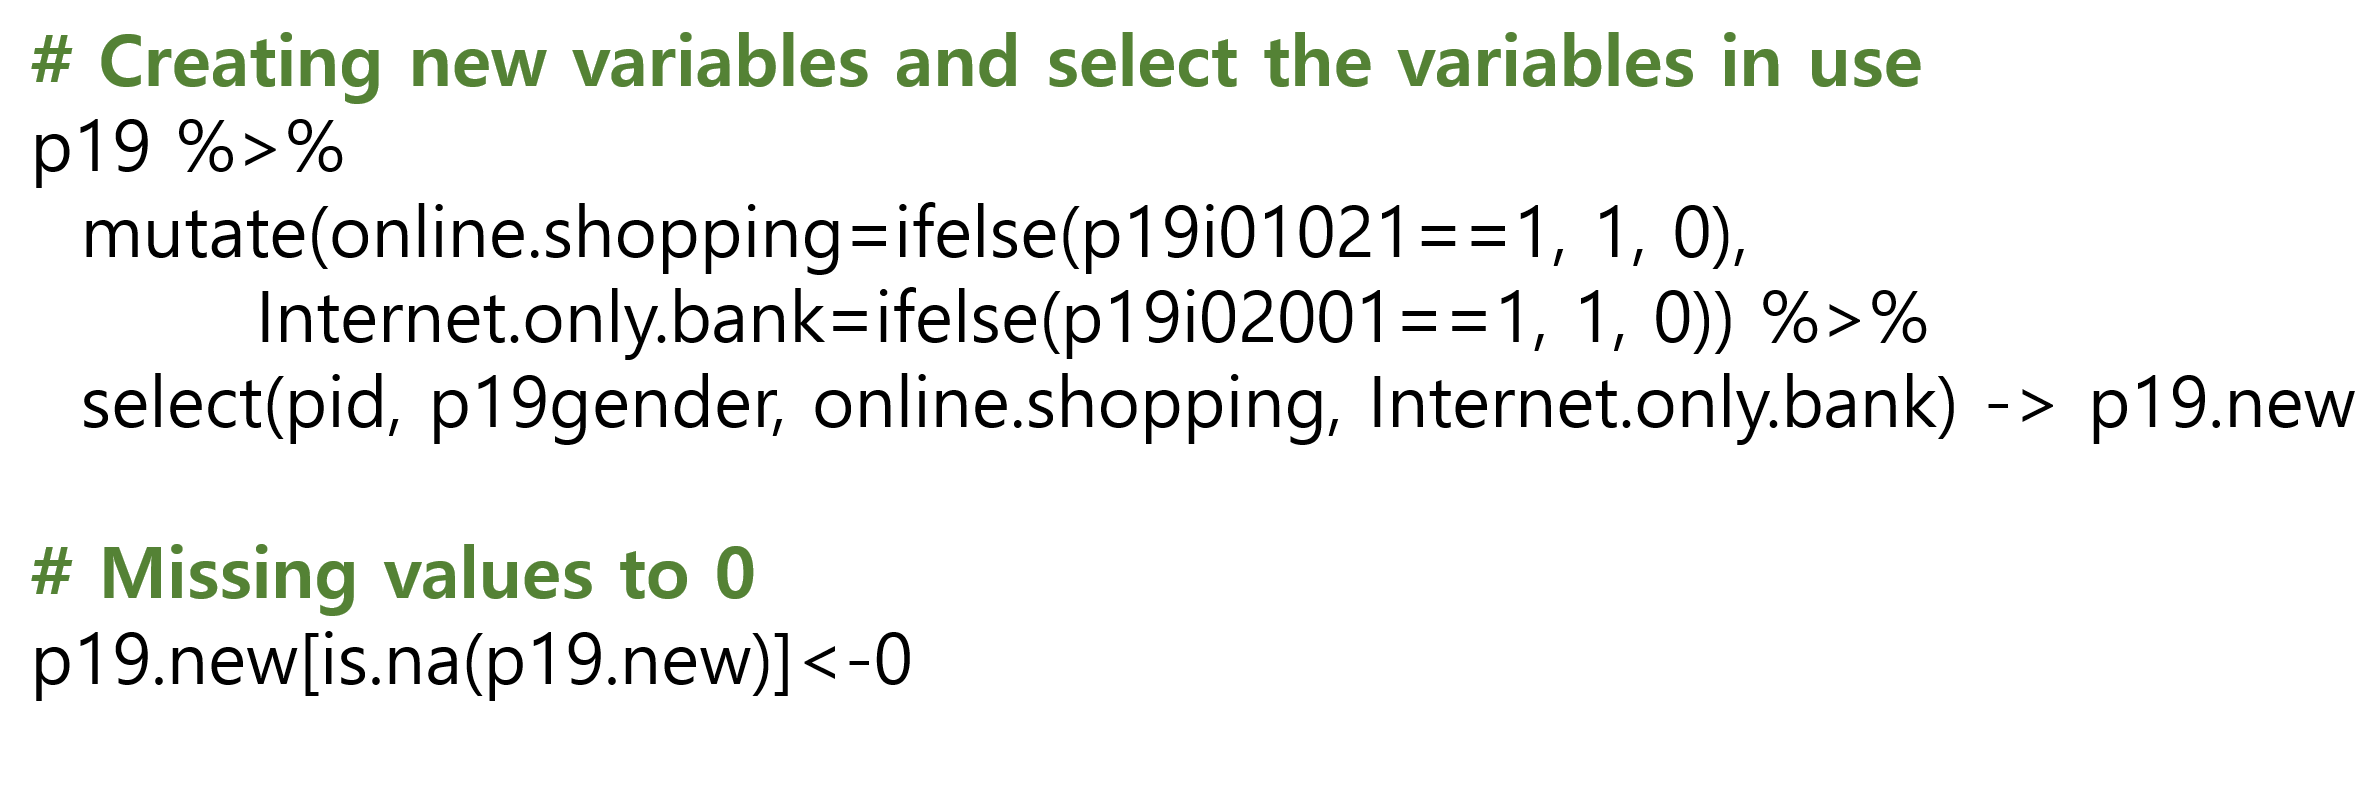 # Creating new variables and select the variables in use
p19 %>%
mutate(online.shopping=ifelse(p19i01021==1, 1, 0),
Internet.only.bank=ifelse(p19i02001==1, 1, 0)) %>%
select(pid, p19gender, online.shopping, Internet.only.bank) -> p19.new
# Missing values to 0
p19.new[is.na(p19.new)]<-0